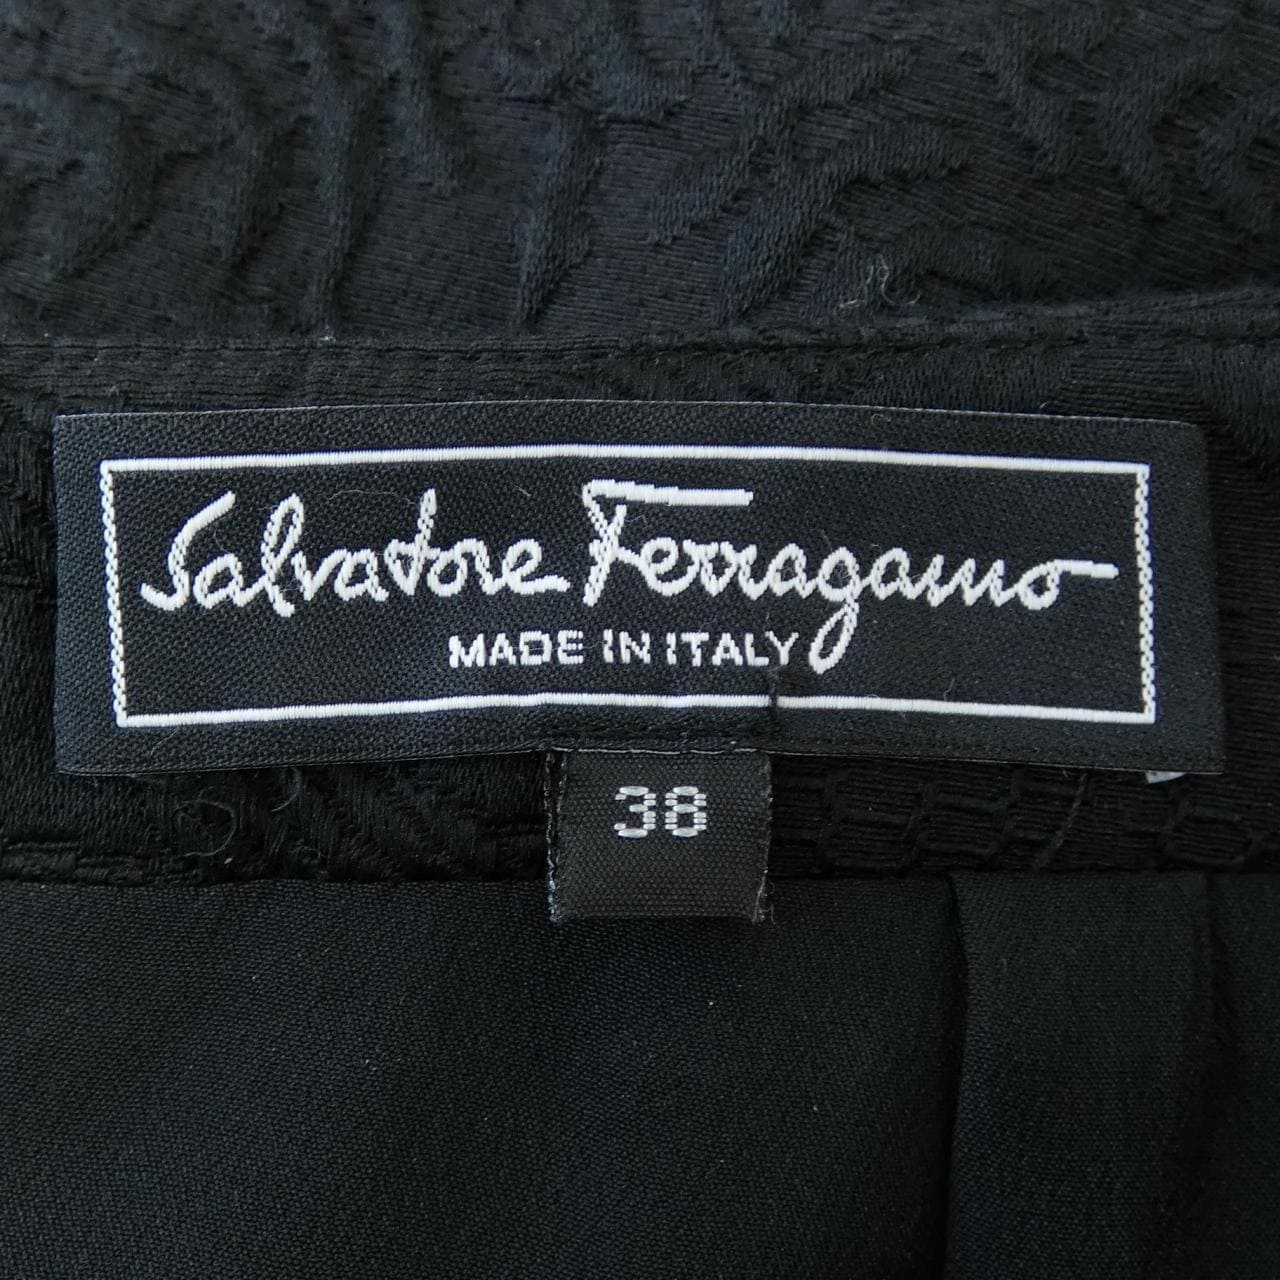 Salvatore Ferragamo
MADE IN ITALY
38